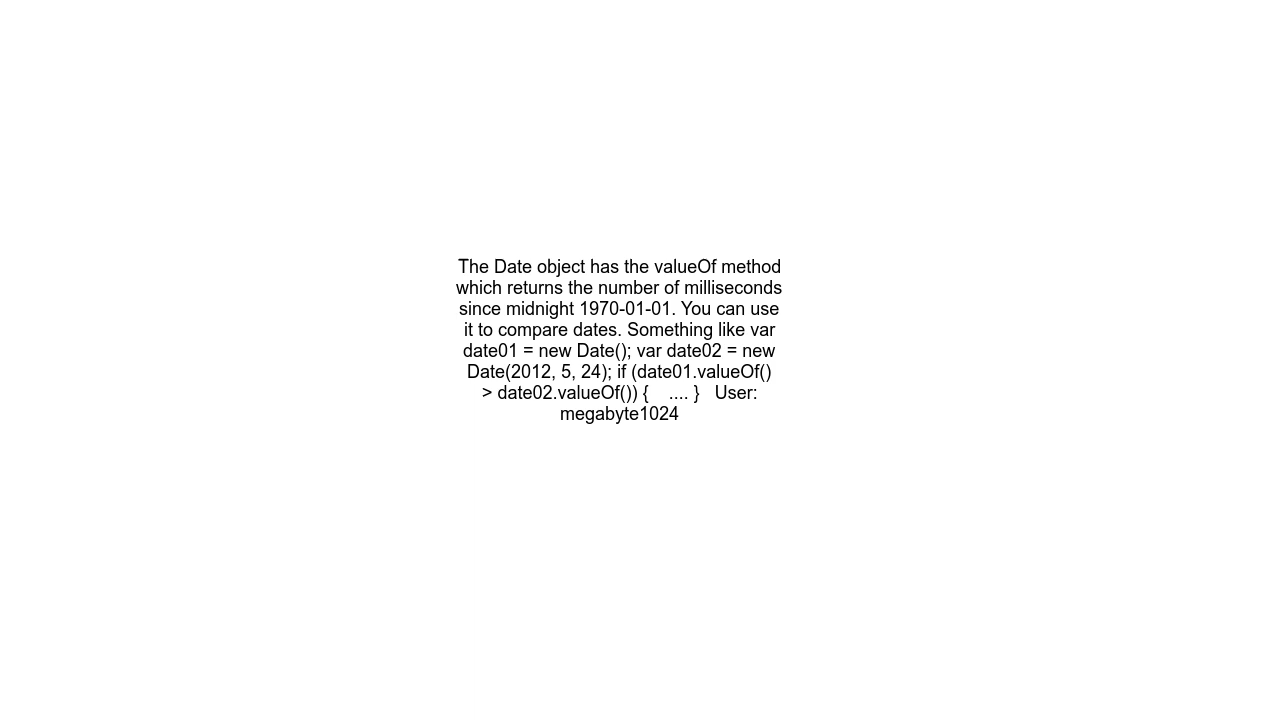 The Date object has the valueOf method
which returns the number of milliseconds
since midnight 1970-01-01. You can use
it to compare dates. Something like var
date01 = new Date(); var date02 = new
Date(2012, 5, 24); if (date01.valueOf()
> date02.valueOf()) {    .... }   User:
megabyte1024